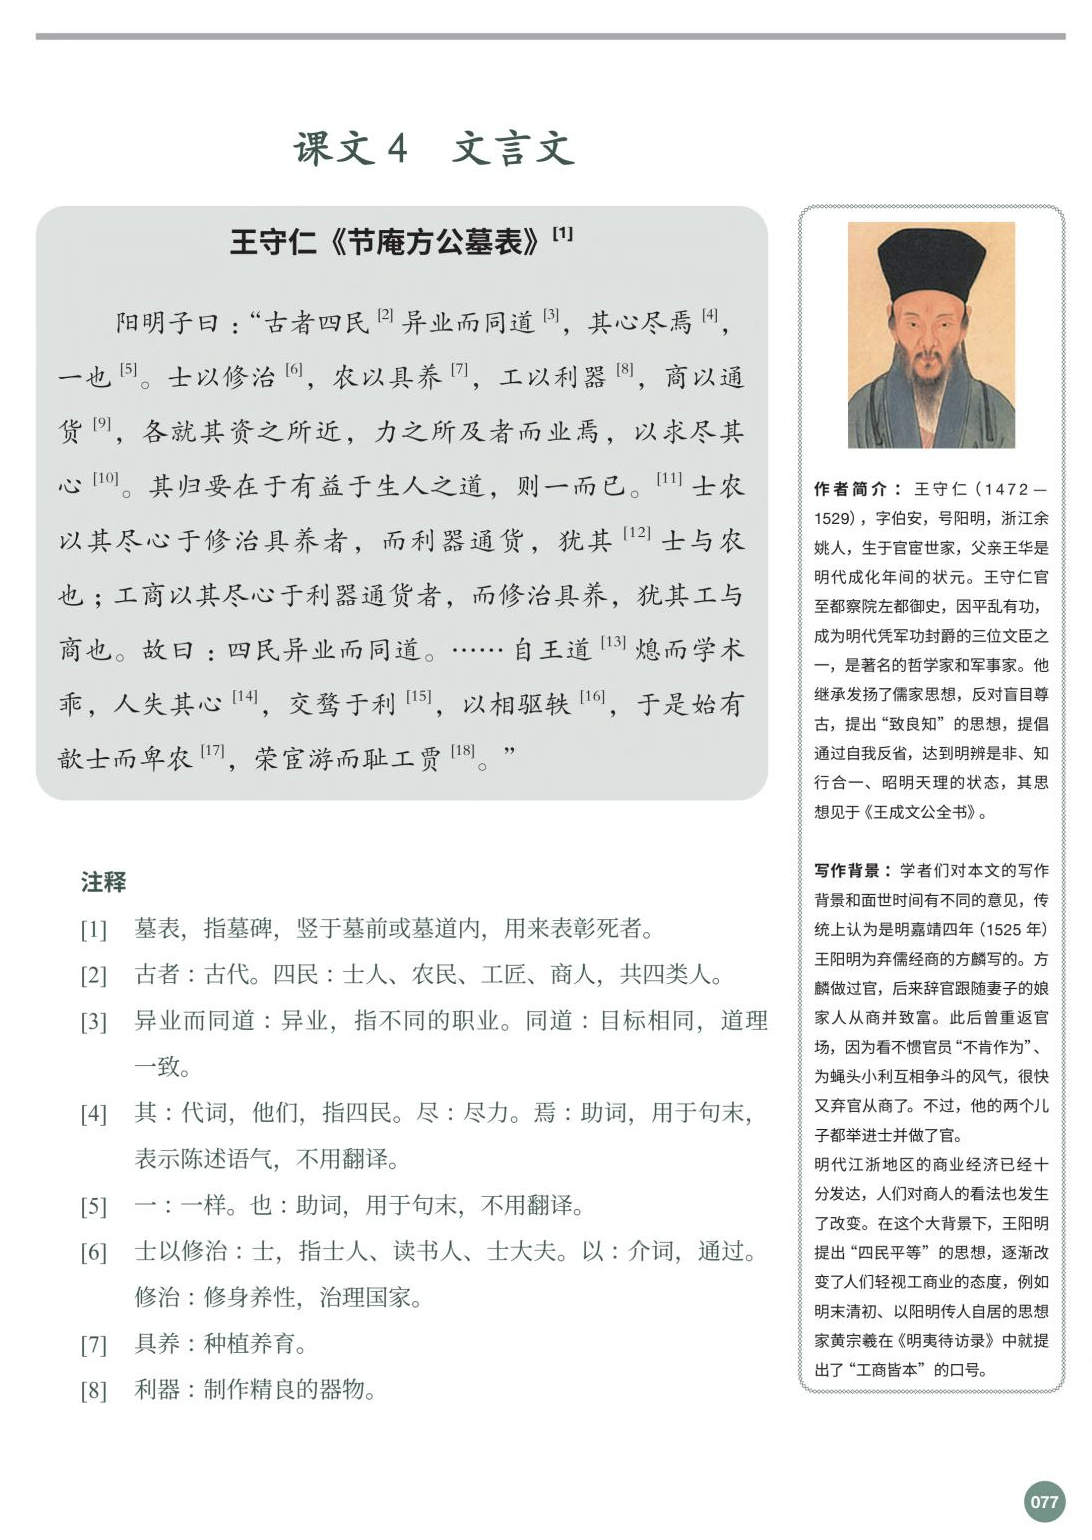 课文 4 文言文
王守仁《节庵方公墓表》[1]
阳明子曰：“古者四民 [2] 异业而同道 [3]，其心尽焉 [4]，
一也 [5]。士以修治 [6]，农以具养 [7]，工以利器 [8]，商以通
货 [9]，各就其资之所近，力之所及者而业焉，以求尽其
心 [10]。其归要在于有益于生人之道，则一而已。[11] 士农
以其尽心于修治具养者，而利器通货，犹其 [12] 士与农
也；工商以其尽心于利器通货者，而修治具养，犹其工与
商也。故曰：四民异业而同道。…… 自王道 [13] 熄而学术
乖，人失其心 [14]，交鹜于利 [15]，以相驱轶 [16]，于是始有
歆士而卑农 [17]，荣宦游而耻工贾 [18]。”
注释
[1] 墓表，指墓碑，竖于墓前或墓道内，用来表彰死者。
[2] 古者：古代。四民：士人、农民、工匠、商人，共四类人。
[3] 异业而同道：异业，指不同的职业。同道：目标相同，道理
一致。
[4] 其：代词，他们，指四民。尽：尽力。焉：助词，用于句末，
表示陈述语气，不用翻译。
[5] 一：一样。也：助词，用于句末，不用翻译。
[6] 士以修治：士，指士人、读书人、士大夫。以：介词，通过。
修治：修身养性，治理国家。
[7] 具养：种植养育。
[8] 利器：制作精良的器物。
作者简介：王守仁（1472—
1529），字伯安，号阳明，浙江余
姚人，生于官宦世家，父亲王华是
明代成化年间的状元。王守仁官
至都察院左都御史，因平乱有功，
成为明代凭军功封爵的三位文臣之
一，是著名的哲学家和军事家。他
继承发扬了儒家思想，反对盲目尊
古，提出“致良知”的思想，提倡
通过自我反省，达到明辨是非、知
行合一、昭明天理的状态，其思
想见于《王成文公全书》。
写作背景：学者们对本文的写作
背景和面世时间有不同的意见，传
统上认为是明嘉靖四年（1525 年）
王阳明为弃儒经商的方麟写的。方
麟做过官，后来辞官跟随妻子的娘
家人从商并致富。此后曾重返官
场，因为看不惯官员“不肯作为”、
为蝇头小利互相争斗的风气，很快
又弃官从商了。不过，他的两个儿
子都举进士并做了官。
明代江浙地区的商业经济已经十
分发达，人们对商人的看法也发生
了改变。在这个大背景下，王阳明
提出“四民平等”的思想，逐渐改
变了人们轻视工商业的态度，例如
明末清初、以阳明传人自居的思想
家黄宗羲在《明夷待访录》中就提
出了“工商皆本”的口号。
077